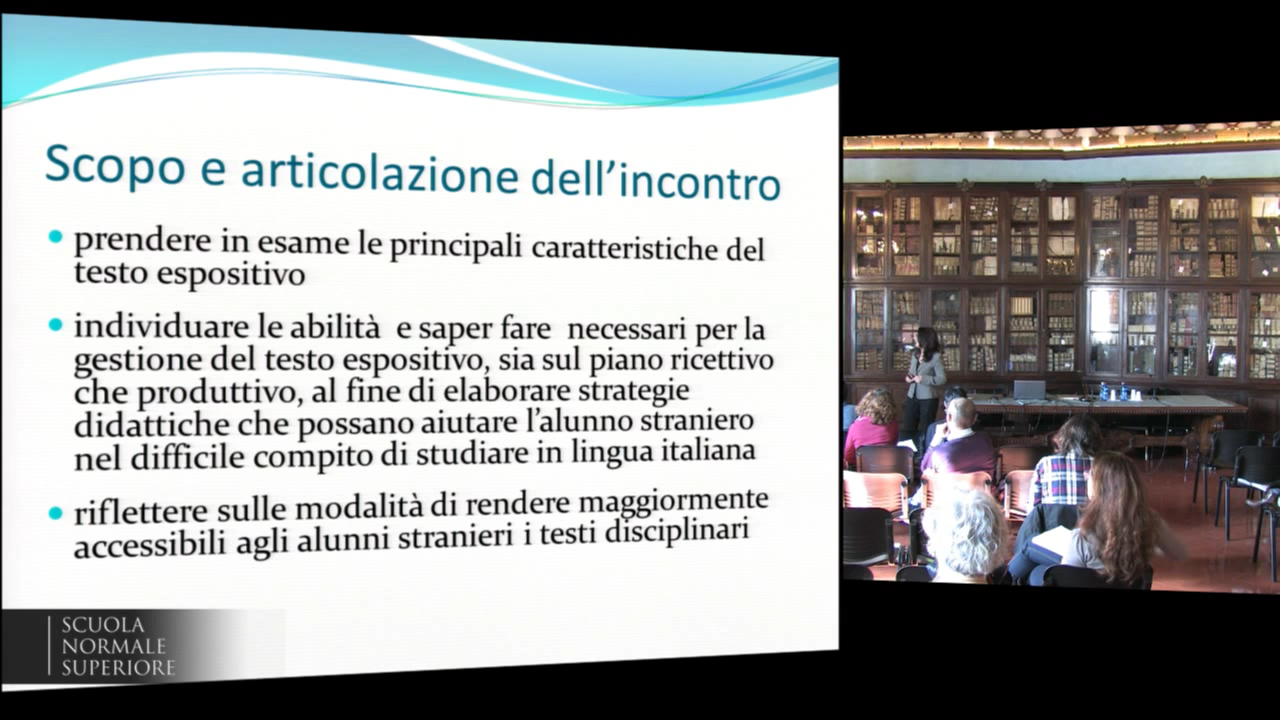 Scopo e articolazione dell'incontro
• prendere in esame le principali caratteristiche del
testo espositivo
• individuare le abilità e saper fare necessari per la
gestione del testo espositivo, sia sul piano ricettivo
che produttivo, al fine di elaborare strategie
didattiche che possano aiutare l'alunno straniero
nel difficile compito di studiare in lingua italiana
• riflettere sulle modalità di rendere maggiormente
accessibili agli alunni stranieri i testi disciplinari
SCUOLA
NORMALE
SUPERIORE